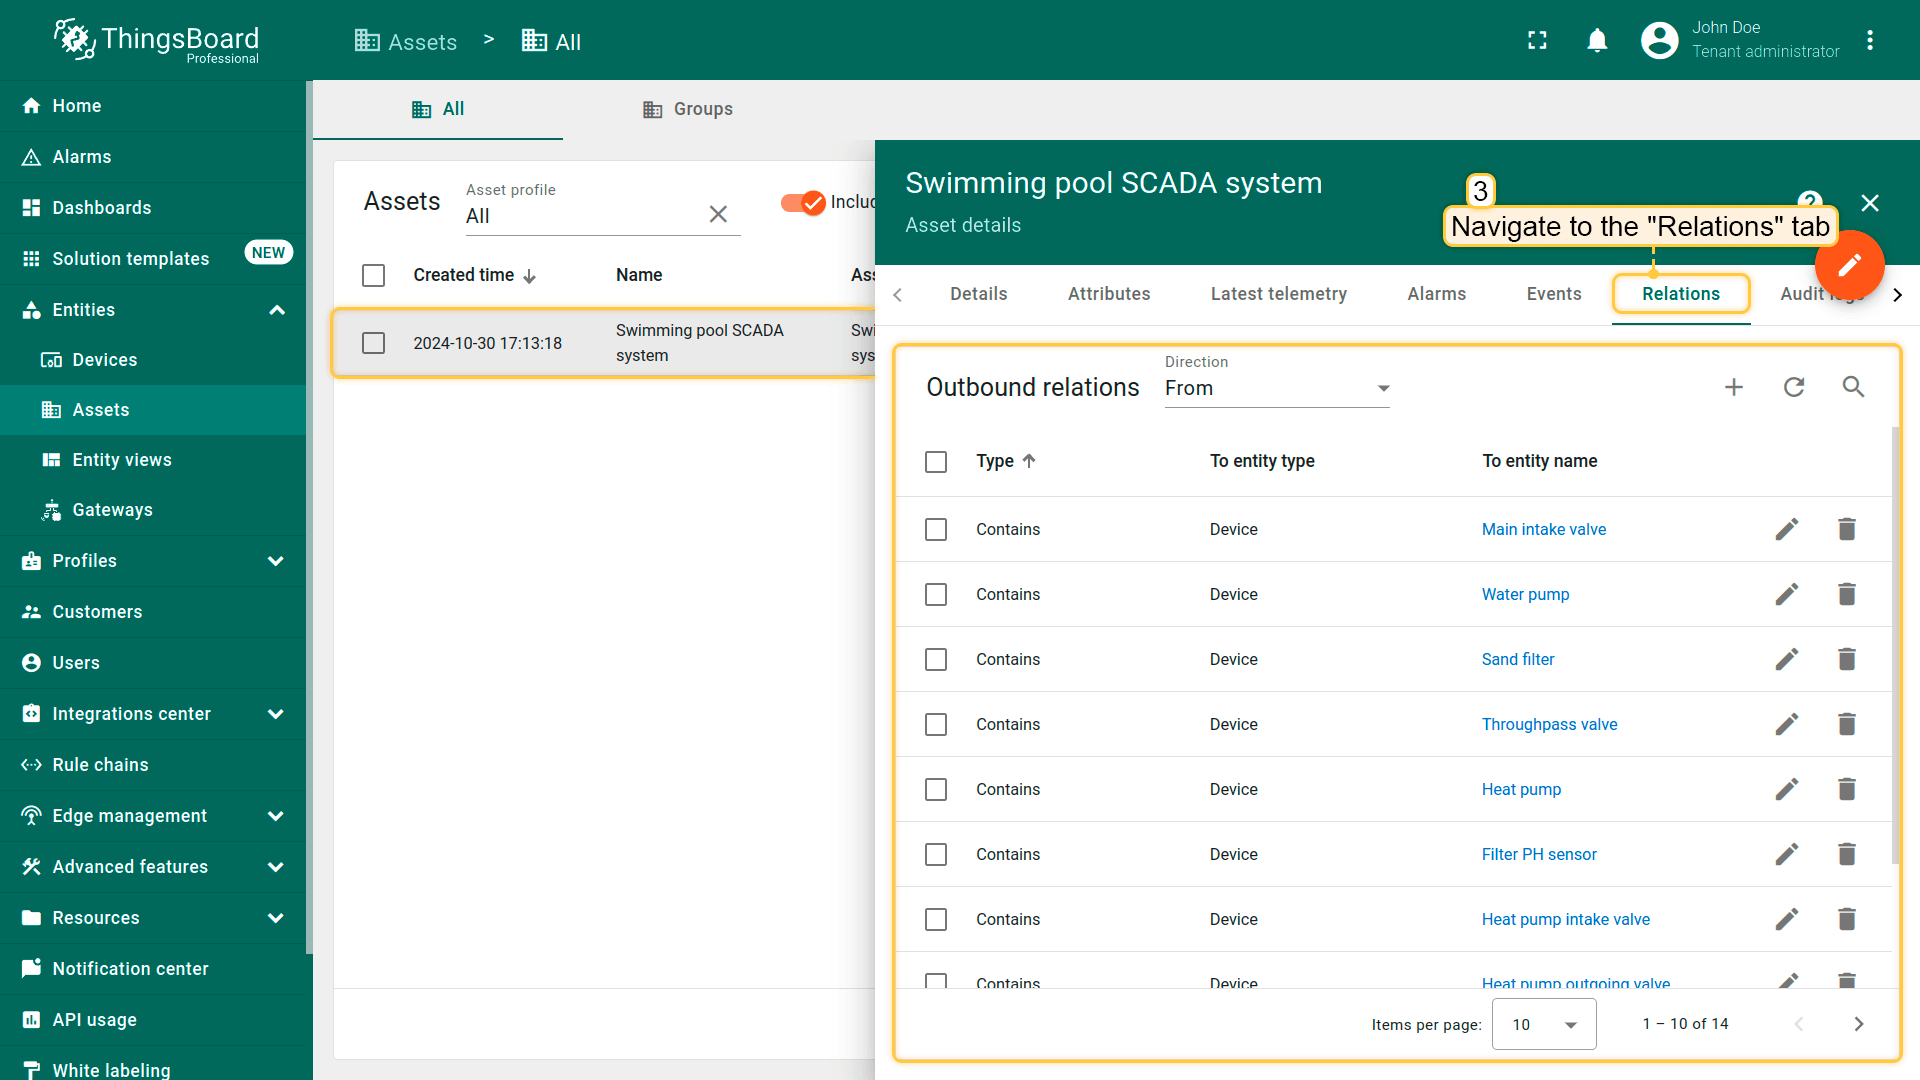 ThingsBoard
Professional
Assets > All
John Doe
Tenant administrator
Home
Alarms
Dashboards
Solution templates
NEW
Entities
Devices
Assets
Entity views
Gateways
Profiles
Customers
Users
Integrations center
Rule chains
Edge management
Advanced features
Resources
Notification center
API usage
White labeling
All
Groups
Assets
Asset profile
All
Includ
Created time
Name
Ass
2024-10-30 17:13:18
Swimming pool SCADA
system
Swi
sys
Swimming pool SCADA system
Asset details
3
Navigate to the "Relations" tab
Details
Attributes
Latest telemetry
Alarms
Events
Relations
Audit logs
Outbound relations
Direction
From
Type
To entity type
To entity name
Contains Device Main intake valve
Contains Device Water pump
Contains Device Sand filter
Contains Device Throughpass valve
Contains Device Heat pump
Contains Device Filter PH sensor
Contains Device Heat pump intake valve
Contains Device Heat pump outgoing valve
Items per page: 10 1 – 10 of 14